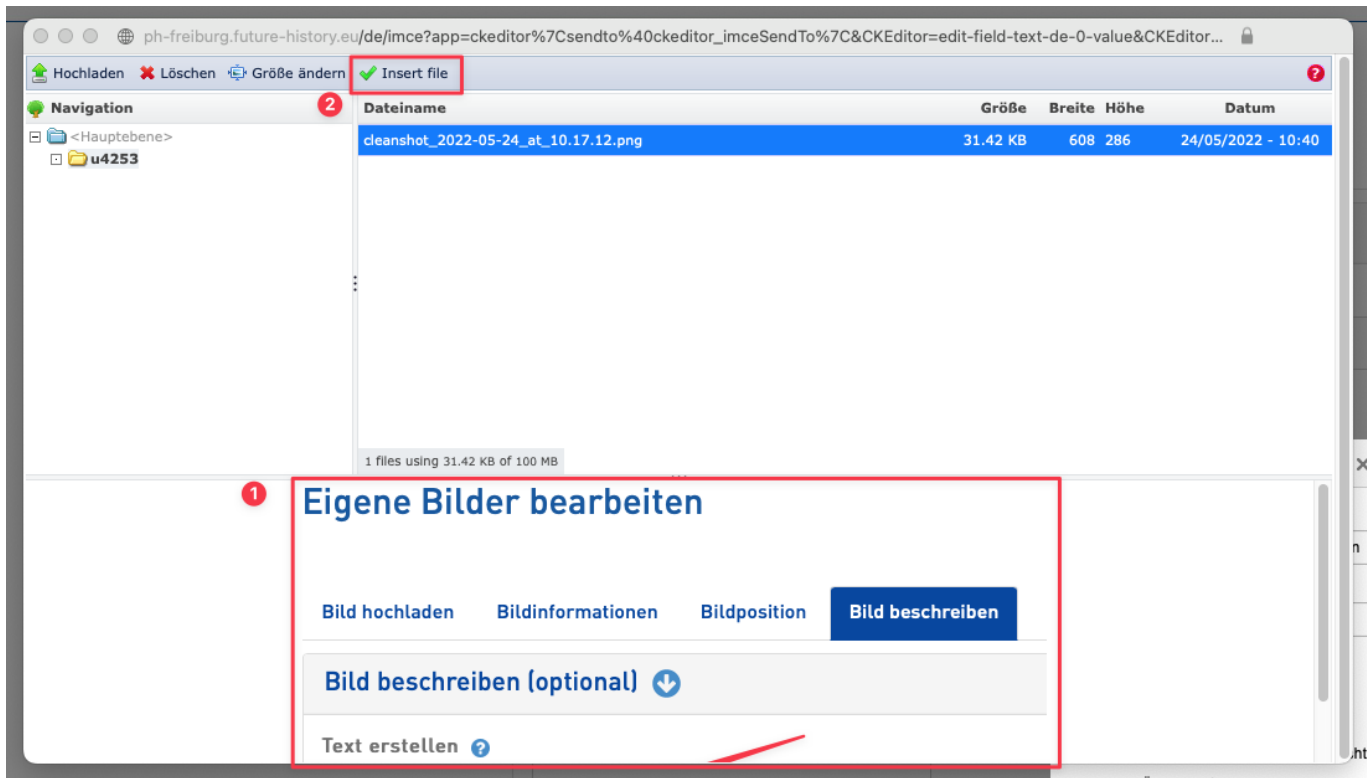 ph-freiburg.future-history.eu/de/imce?app=ckeditor%7Csendto%40ckeditor_imceSendTo%7C&CKEditor=edit-field-text-de-0-value&CKEditor...
Hochladen Löschen Größe ändern Insert file ?
Navigation 2 Dateiname Größe Breite Höhe Datum
<Hauptebene>
cleanshot_2022-05-24_at_10.17.12.png 31.42 KB 608 286 24/05/2022 - 10:40
u4253
1 files using 31.42 KB of 100 MB
1
Eigene Bilder bearbeiten
Bild hochladen Bildinformationen Bildposition Bild beschreiben
Bild beschreiben (optional)
Text erstellen ?